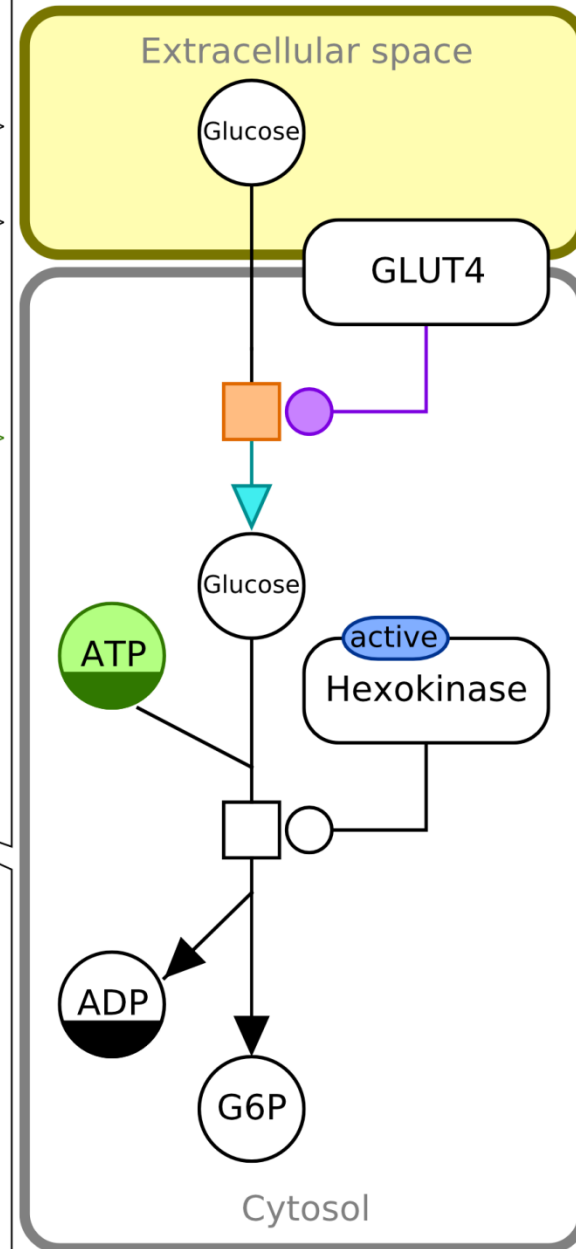 Extracellular space
Glucose
GLUT4
Glucose
ATP
active
Hexokinase
ADP
G6P
Cytosol